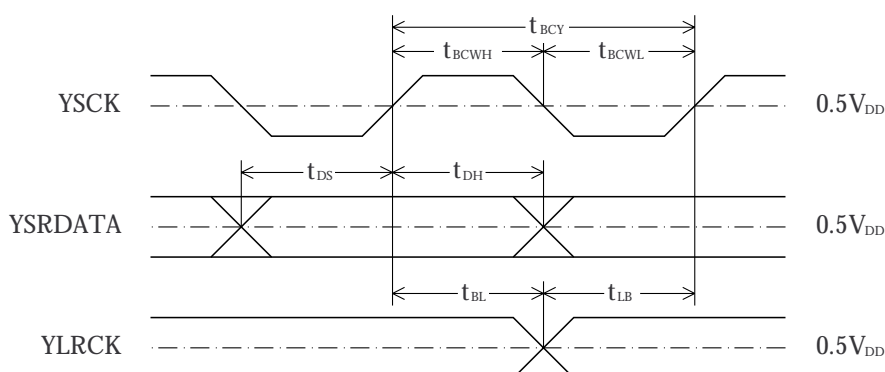 tBCY
tBCWH tBCWL
YSCK 0.5VDD
tDS tDH
YSRDATA 0.5VDD
tBL tLB
YLRCK 0.5VDD